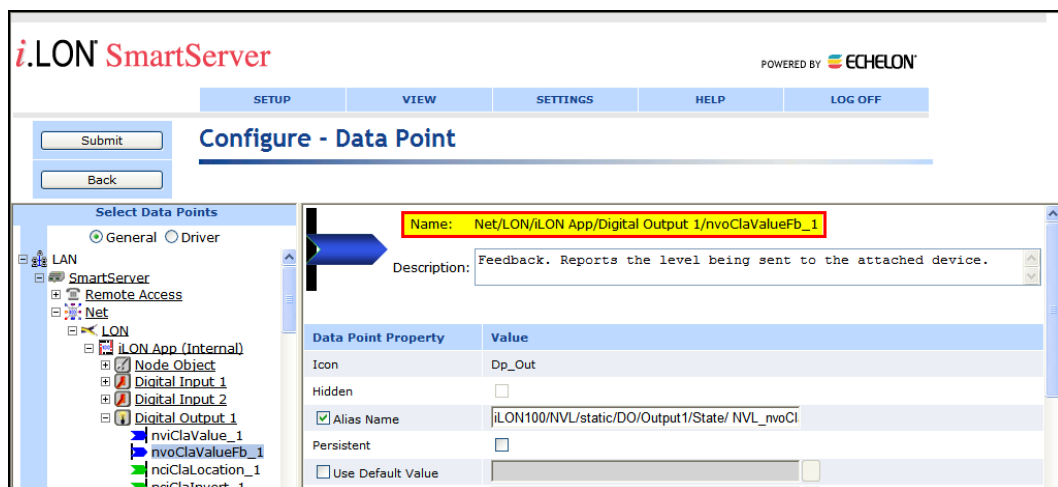 i.LON SmartServer
POWERED BY ECHELON
SETUP VIEW SETTINGS HELP LOG OFF
Submit
Configure - Data Point
Back
Select Data Points
General Driver
LAN
SmartServer
Remote Access
Net
LON
iLON App (Internal)
Node Object
Digital Input 1
Digital Input 2
Digital Output 1
nviClaValue_1
nvoClaValueFb_1
nciClaLocation_1
nciClaInvert_1
Name: Net/LON/iLON App/Digital Output 1/nvoClaValueFb_1
Description: Feedback. Reports the level being sent to the attached device.
Data Point Property Value
Icon Dp_Out
Hidden
Alias Name iLON100/NVL/static/DO/Output1/State/ NVL_nvoCl
Persistent
Use Default Value